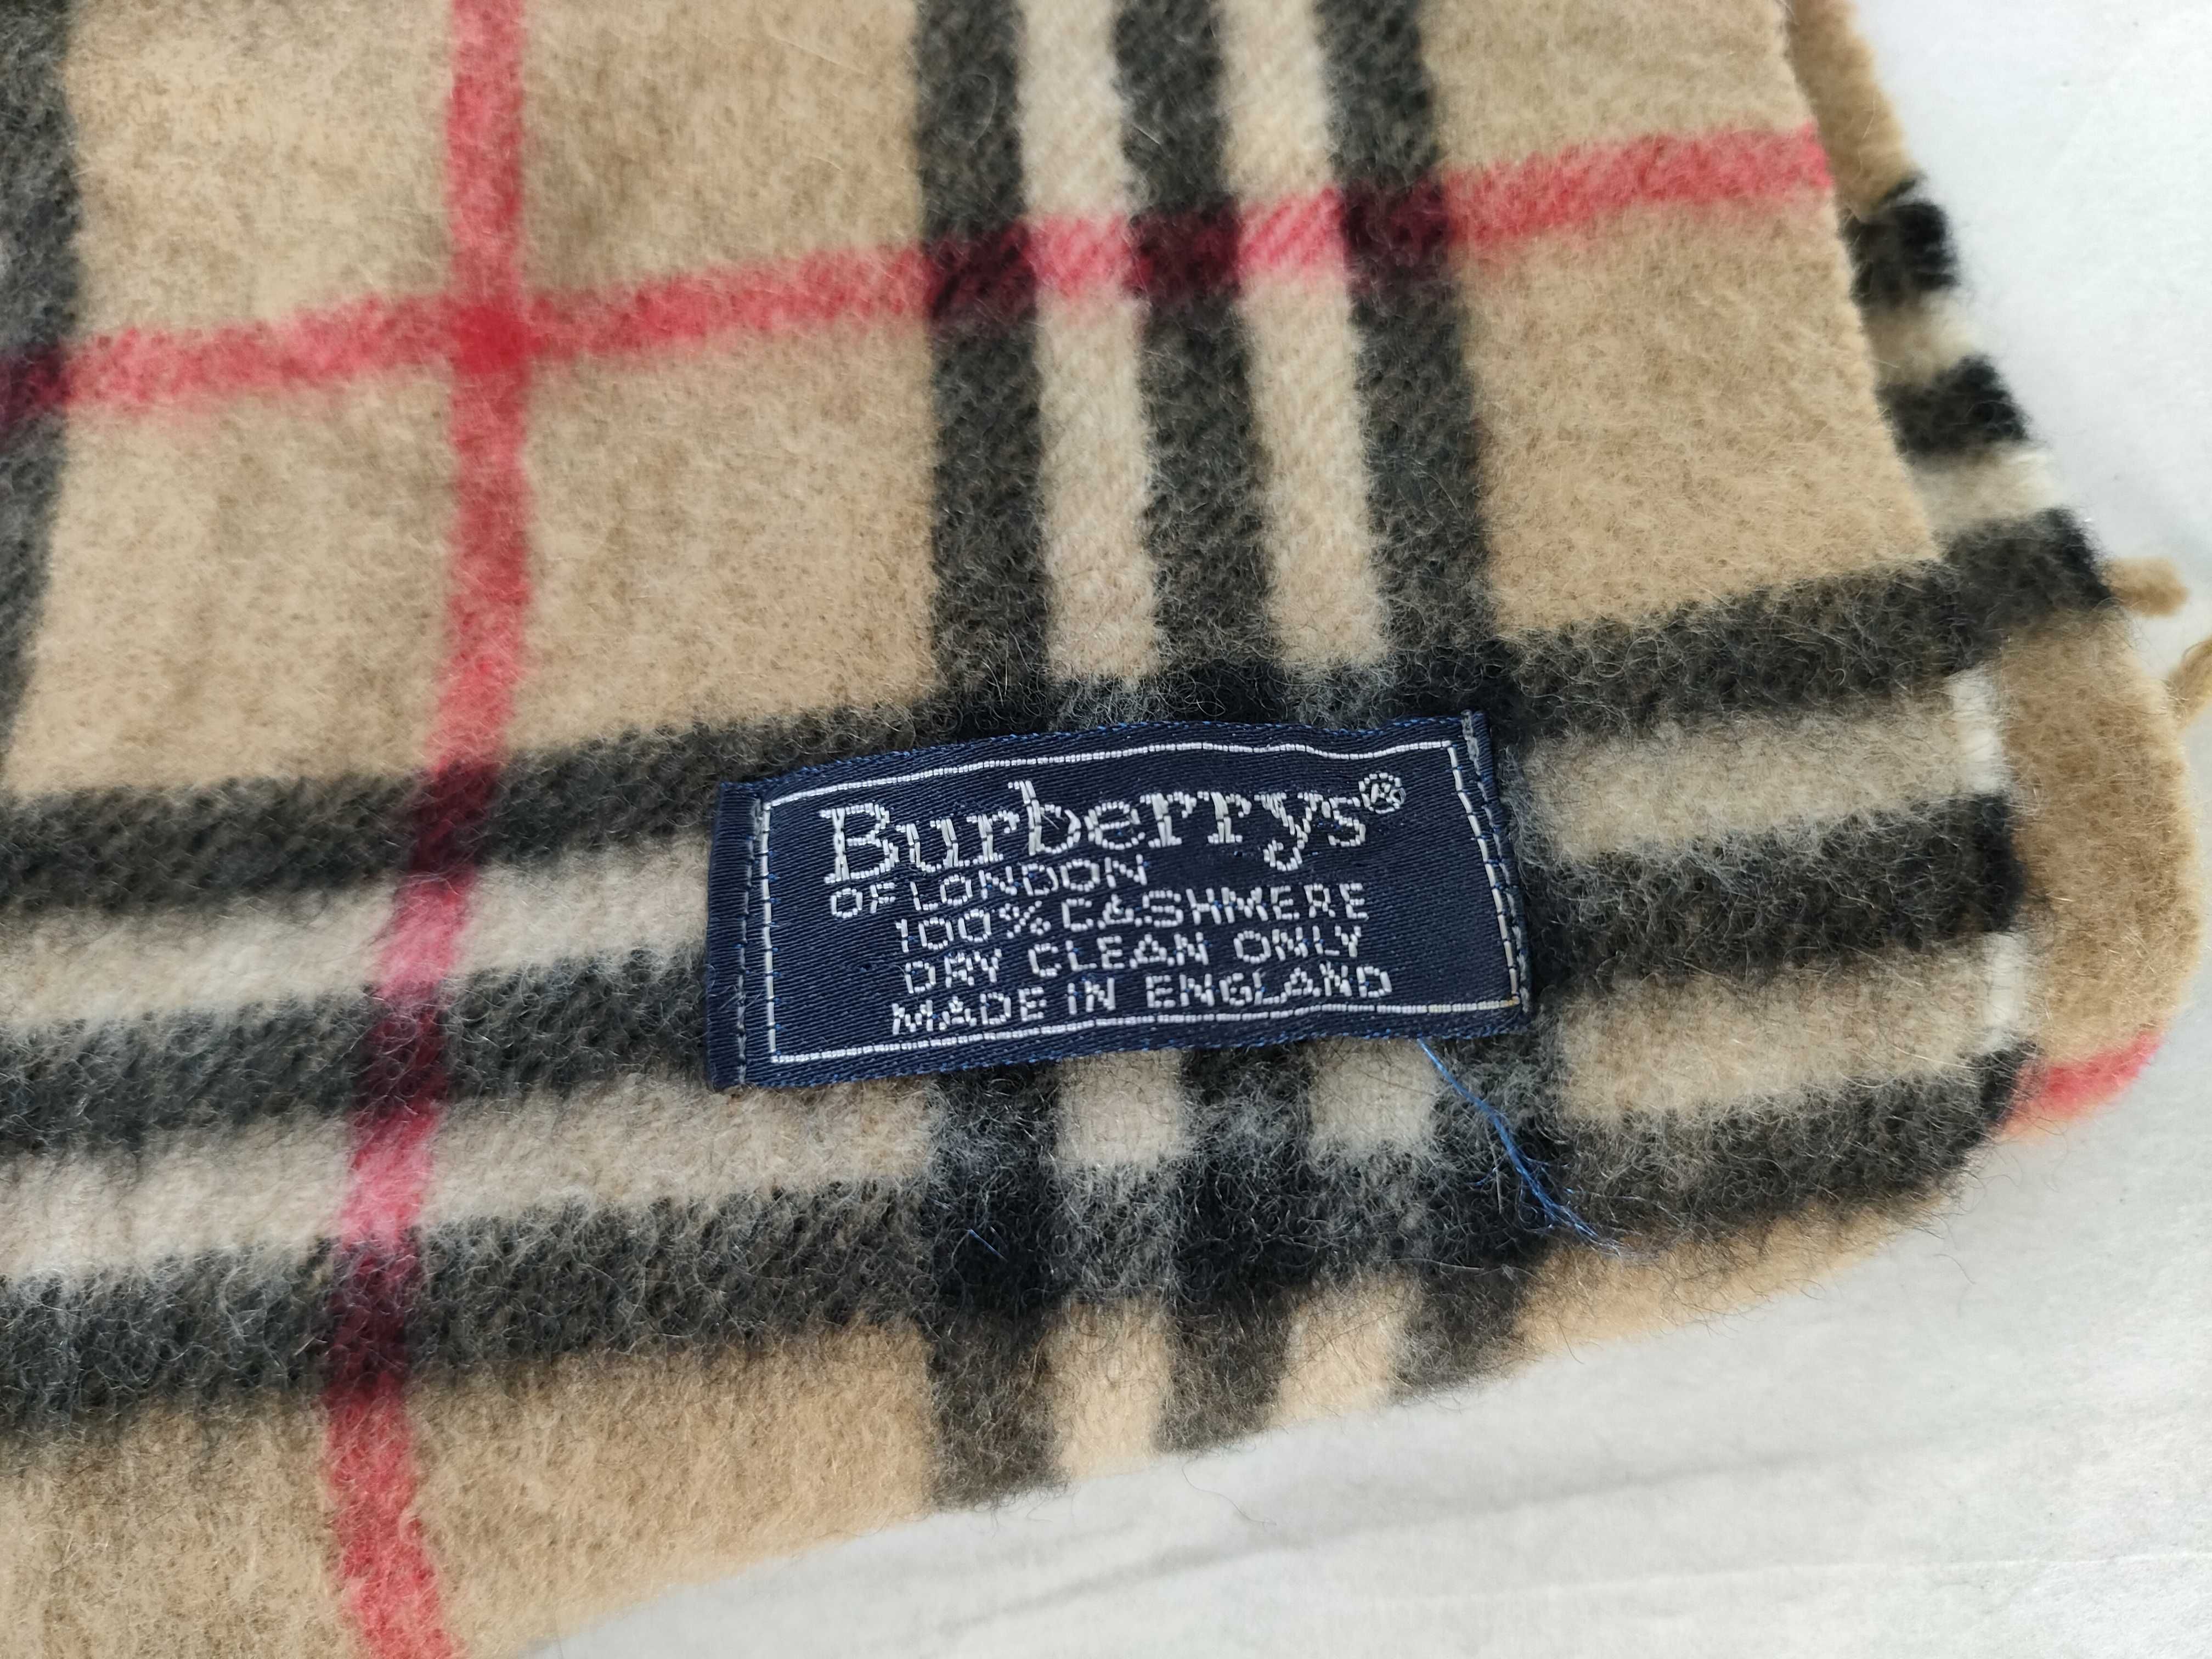 Burberrys®
OF LONDON
100% CASHMERE
DRY CLEAN ONLY
MADE IN ENGLAND